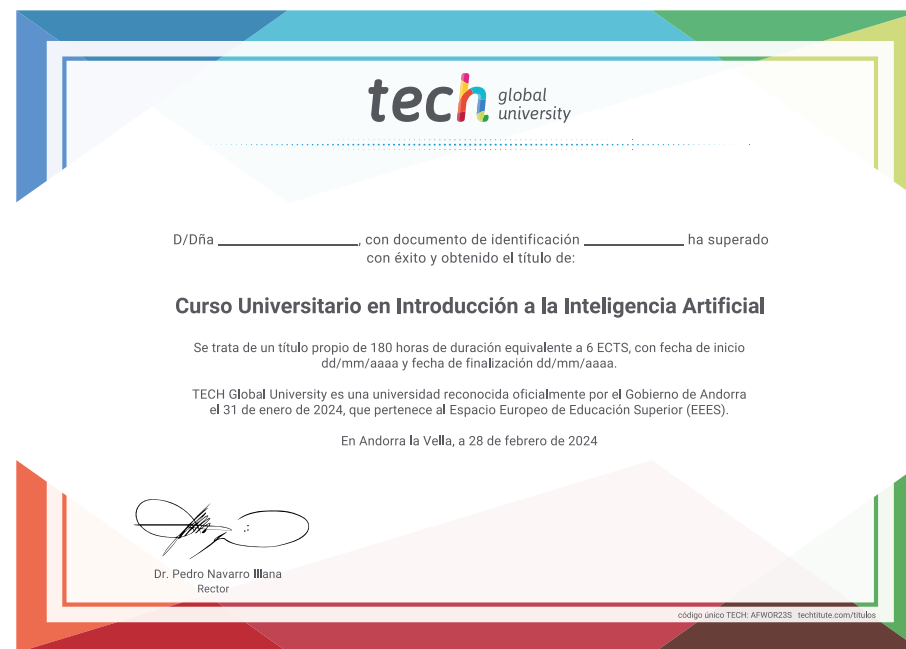 tech global university
D/Dña ____________________, con documento de identificación ______________ ha superado
con éxito y obtenido el título de:
Curso Universitario en Introducción a la Inteligencia Artificial
Se trata de un título propio de 180 horas de duración equivalente a 6 ECTS, con fecha de inicio
dd/mm/aaaa y fecha de finalización dd/mm/aaaa.
TECH Global University es una universidad reconocida oficialmente por el Gobierno de Andorra
el 31 de enero de 2024, que pertenece al Espacio Europeo de Educación Superior (EEES).
En Andorra la Vella, a 28 de febrero de 2024
Dr. Pedro Navarro Illana
Rector
código único TECH: AFWOR23S techtitute.com/titulos